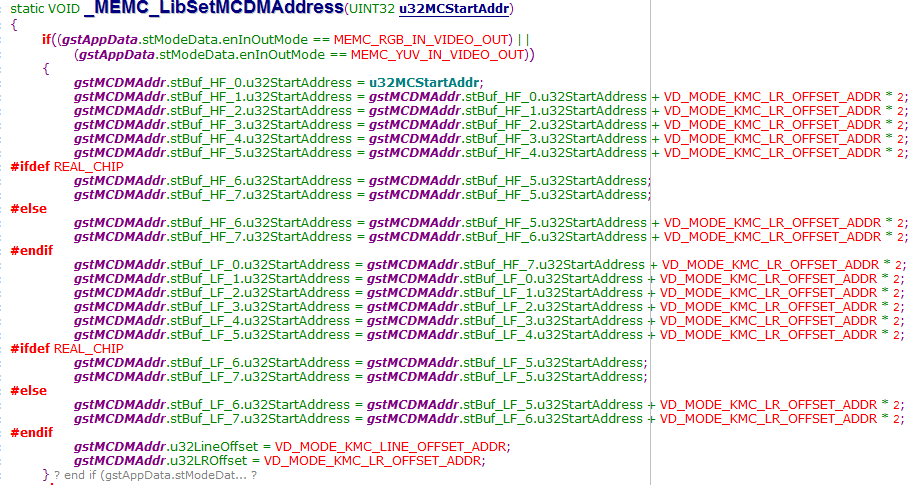 static VOID _MEMC_LibSetMCDMAddress(UINT32 u32MCStartAddr)
{
if((gstAppData.stModeData.enInOutMode == MEMC_RGB_IN_VIDEO_OUT) ||
(gstAppData.stModeData.enInOutMode == MEMC_YUV_IN_VIDEO_OUT))
{
gstMCDMAddr.stBuf_HF_0.u32StartAddress = u32MCStartAddr;
gstMCDMAddr.stBuf_HF_1.u32StartAddress = gstMCDMAddr.stBuf_HF_0.u32StartAddress + VD_MODE_KMC_LR_OFFSET_ADDR * 2;
gstMCDMAddr.stBuf_HF_2.u32StartAddress = gstMCDMAddr.stBuf_HF_1.u32StartAddress + VD_MODE_KMC_LR_OFFSET_ADDR * 2;
gstMCDMAddr.stBuf_HF_3.u32StartAddress = gstMCDMAddr.stBuf_HF_2.u32StartAddress + VD_MODE_KMC_LR_OFFSET_ADDR * 2;
gstMCDMAddr.stBuf_HF_4.u32StartAddress = gstMCDMAddr.stBuf_HF_3.u32StartAddress + VD_MODE_KMC_LR_OFFSET_ADDR * 2;
gstMCDMAddr.stBuf_HF_5.u32StartAddress = gstMCDMAddr.stBuf_HF_4.u32StartAddress + VD_MODE_KMC_LR_OFFSET_ADDR * 2;
#ifdef REAL_CHIP
gstMCDMAddr.stBuf_HF_6.u32StartAddress = gstMCDMAddr.stBuf_HF_5.u32StartAddress;
gstMCDMAddr.stBuf_HF_7.u32StartAddress = gstMCDMAddr.stBuf_HF_5.u32StartAddress;
#else
gstMCDMAddr.stBuf_HF_6.u32StartAddress = gstMCDMAddr.stBuf_HF_5.u32StartAddress + VD_MODE_KMC_LR_OFFSET_ADDR * 2;
gstMCDMAddr.stBuf_HF_7.u32StartAddress = gstMCDMAddr.stBuf_HF_6.u32StartAddress + VD_MODE_KMC_LR_OFFSET_ADDR * 2;
#endif
gstMCDMAddr.stBuf_LF_0.u32StartAddress = gstMCDMAddr.stBuf_HF_7.u32StartAddress + VD_MODE_KMC_LR_OFFSET_ADDR * 2;
gstMCDMAddr.stBuf_LF_1.u32StartAddress = gstMCDMAddr.stBuf_LF_0.u32StartAddress + VD_MODE_KMC_LR_OFFSET_ADDR * 2;
gstMCDMAddr.stBuf_LF_2.u32StartAddress = gstMCDMAddr.stBuf_LF_1.u32StartAddress + VD_MODE_KMC_LR_OFFSET_ADDR * 2;
gstMCDMAddr.stBuf_LF_3.u32StartAddress = gstMCDMAddr.stBuf_LF_2.u32StartAddress + VD_MODE_KMC_LR_OFFSET_ADDR * 2;
gstMCDMAddr.stBuf_LF_4.u32StartAddress = gstMCDMAddr.stBuf_LF_3.u32StartAddress + VD_MODE_KMC_LR_OFFSET_ADDR * 2;
gstMCDMAddr.stBuf_LF_5.u32StartAddress = gstMCDMAddr.stBuf_LF_4.u32StartAddress + VD_MODE_KMC_LR_OFFSET_ADDR * 2;
#ifdef REAL_CHIP
gstMCDMAddr.stBuf_LF_6.u32StartAddress = gstMCDMAddr.stBuf_LF_5.u32StartAddress;
gstMCDMAddr.stBuf_LF_7.u32StartAddress = gstMCDMAddr.stBuf_LF_5.u32StartAddress;
#else
gstMCDMAddr.stBuf_LF_6.u32StartAddress = gstMCDMAddr.stBuf_LF_5.u32StartAddress + VD_MODE_KMC_LR_OFFSET_ADDR * 2;
gstMCDMAddr.stBuf_LF_7.u32StartAddress = gstMCDMAddr.stBuf_LF_6.u32StartAddress + VD_MODE_KMC_LR_OFFSET_ADDR * 2;
#endif
gstMCDMAddr.u32LineOffset = VD_MODE_KMC_LINE_OFFSET_ADDR;
gstMCDMAddr.u32LROffset = VD_MODE_KMC_LR_OFFSET_ADDR;
} ? end if (gstAppData.stModeDat... ?